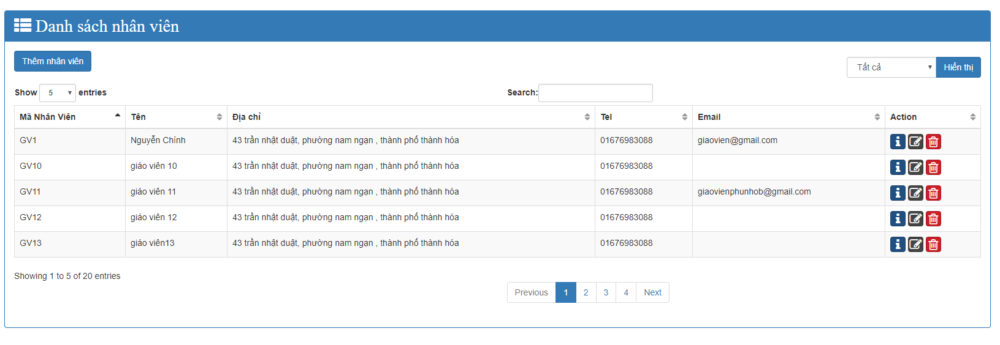 Danh sách nhân viên
Thêm nhân viên
Tất cả Hiển thị
Show 5 entries Search:
Mã Nhân Viên Tên Địa chỉ Tel Email Action
GV1 Nguyễn Chính 43 trần nhật duật, phường nam ngạn , thành phố thành hóa 01676983088 giaovien@gmail.com
GV10 giáo viên 10 43 trần nhật duật, phường nam ngạn , thành phố thành hóa 01676983088
GV11 giáo viên 11 43 trần nhật duật, phường nam ngạn , thành phố thành hóa 01676983088 giaovienphunhob@gmail.com
GV12 giáo viên 12 43 trần nhật duật, phường nam ngạn , thành phố thành hóa 01676983088
GV13 giáo viên13 43 trần nhật duật, phường nam ngạn , thành phố thành hóa 01676983088
Showing 1 to 5 of 20 entries
Previous 1 2 3 4 Next